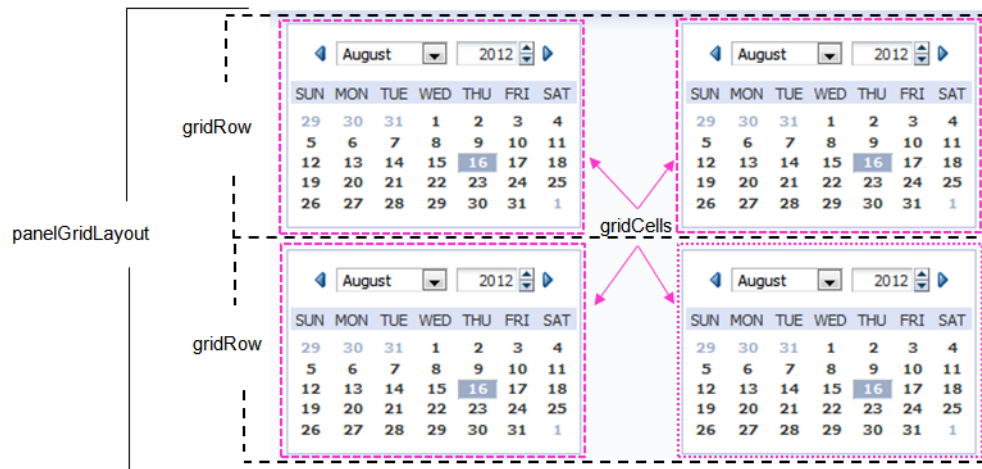 August 2012 August 2012
SUN MON TUE WED THU FRI SAT SUN MON TUE WED THU FRI SAT
29 30 31 1 2 3 4 29 30 31 1 2 3 4
gridRow
5 6 7 8 9 10 11 5 6 7 8 9 10 11
12 13 14 15 16 17 18 12 13 14 15 16 17 18
19 20 21 22 23 24 25 19 20 21 22 23 24 25
26 27 28 29 30 31 1 26 27 28 29 30 31 1
gridCells
panelGridLayout
August 2012 August 2012
SUN MON TUE WED THU FRI SAT SUN MON TUE WED THU FRI SAT
gridRow
29 30 31 1 2 3 4 29 30 31 1 2 3 4
5 6 7 8 9 10 11 5 6 7 8 9 10 11
12 13 14 15 16 17 18 12 13 14 15 16 17 18
19 20 21 22 23 24 25 19 20 21 22 23 24 25
26 27 28 29 30 31 1 26 27 28 29 30 31 1